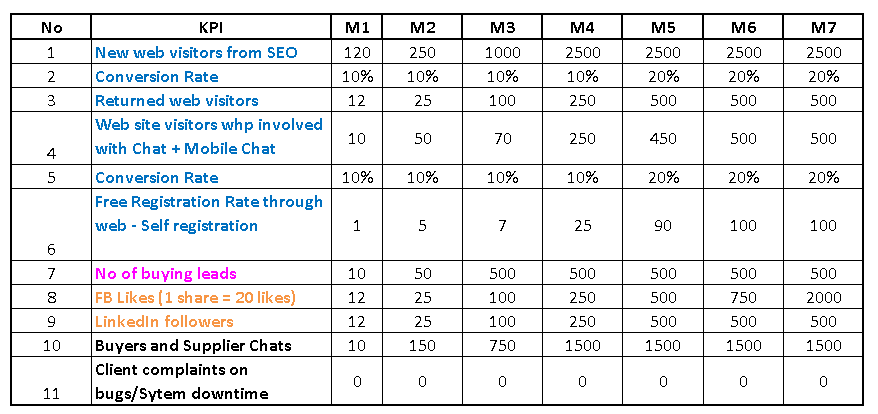 No KPI M1 M2 M3 M4 M5 M6 M7
1 New web visitors from SEO 120 250 1000 2500 2500 2500 2500
2 Conversion Rate 10% 10% 10% 10% 20% 20% 20%
3 Returned web visitors 12 25 100 250 500 500 500
Web site visitors whp involved
4 with Chat + Mobile Chat 10 50 70 250 450 500 500
5 Conversion Rate 10% 10% 10% 10% 20% 20% 20%
Free Registration Rate through
6 web - Self registration 1 5 7 25 90 100 100
7 No of buying leads 10 50 500 500 500 500 500
8 FB Likes (1 share = 20 likes) 12 25 100 250 500 750 2000
9 LinkedIn followers 12 25 100 250 500 500 500
10 Buyers and Supplier Chats 10 150 750 1500 1500 1500 1500
Client complaints on
11 bugs/Sytem downtime 0 0 0 0 0 0 0